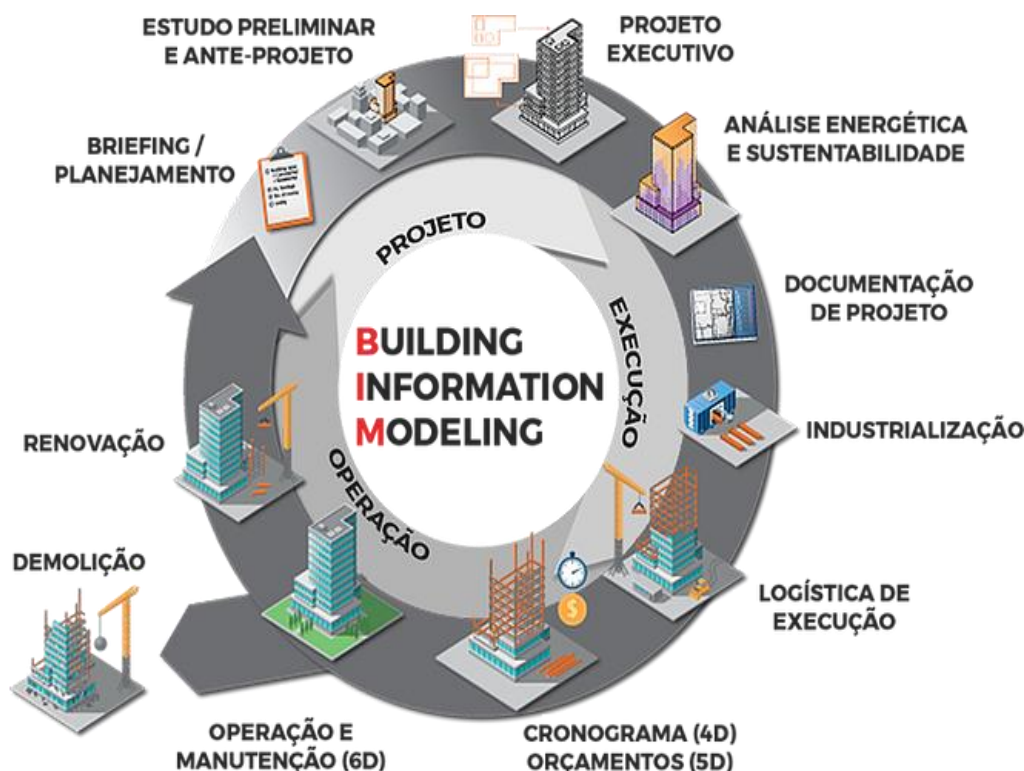 ESTUDO PRELIMINAR
E ANTE-PROJETO
PROJETO
EXECUTIVO
ANÁLISE ENERGÉTICA
E SUSTENTABILIDADE
BRIEFING /
PLANEJAMENTO
DOCUMENTAÇÃO
DE PROJETO
INDUSTRIALIZAÇÃO
LOGÍSTICA DE
EXECUÇÃO
CRONOGRAMA (4D)
ORÇAMENTOS (5D)
OPERAÇÃO E
MANUTENÇÃO (6D)
DEMOLIÇÃO
RENOVAÇÃO
PROJETO
EXECUÇÃO
OPERAÇÃO
BUILDING
INFORMATION
MODELING
$